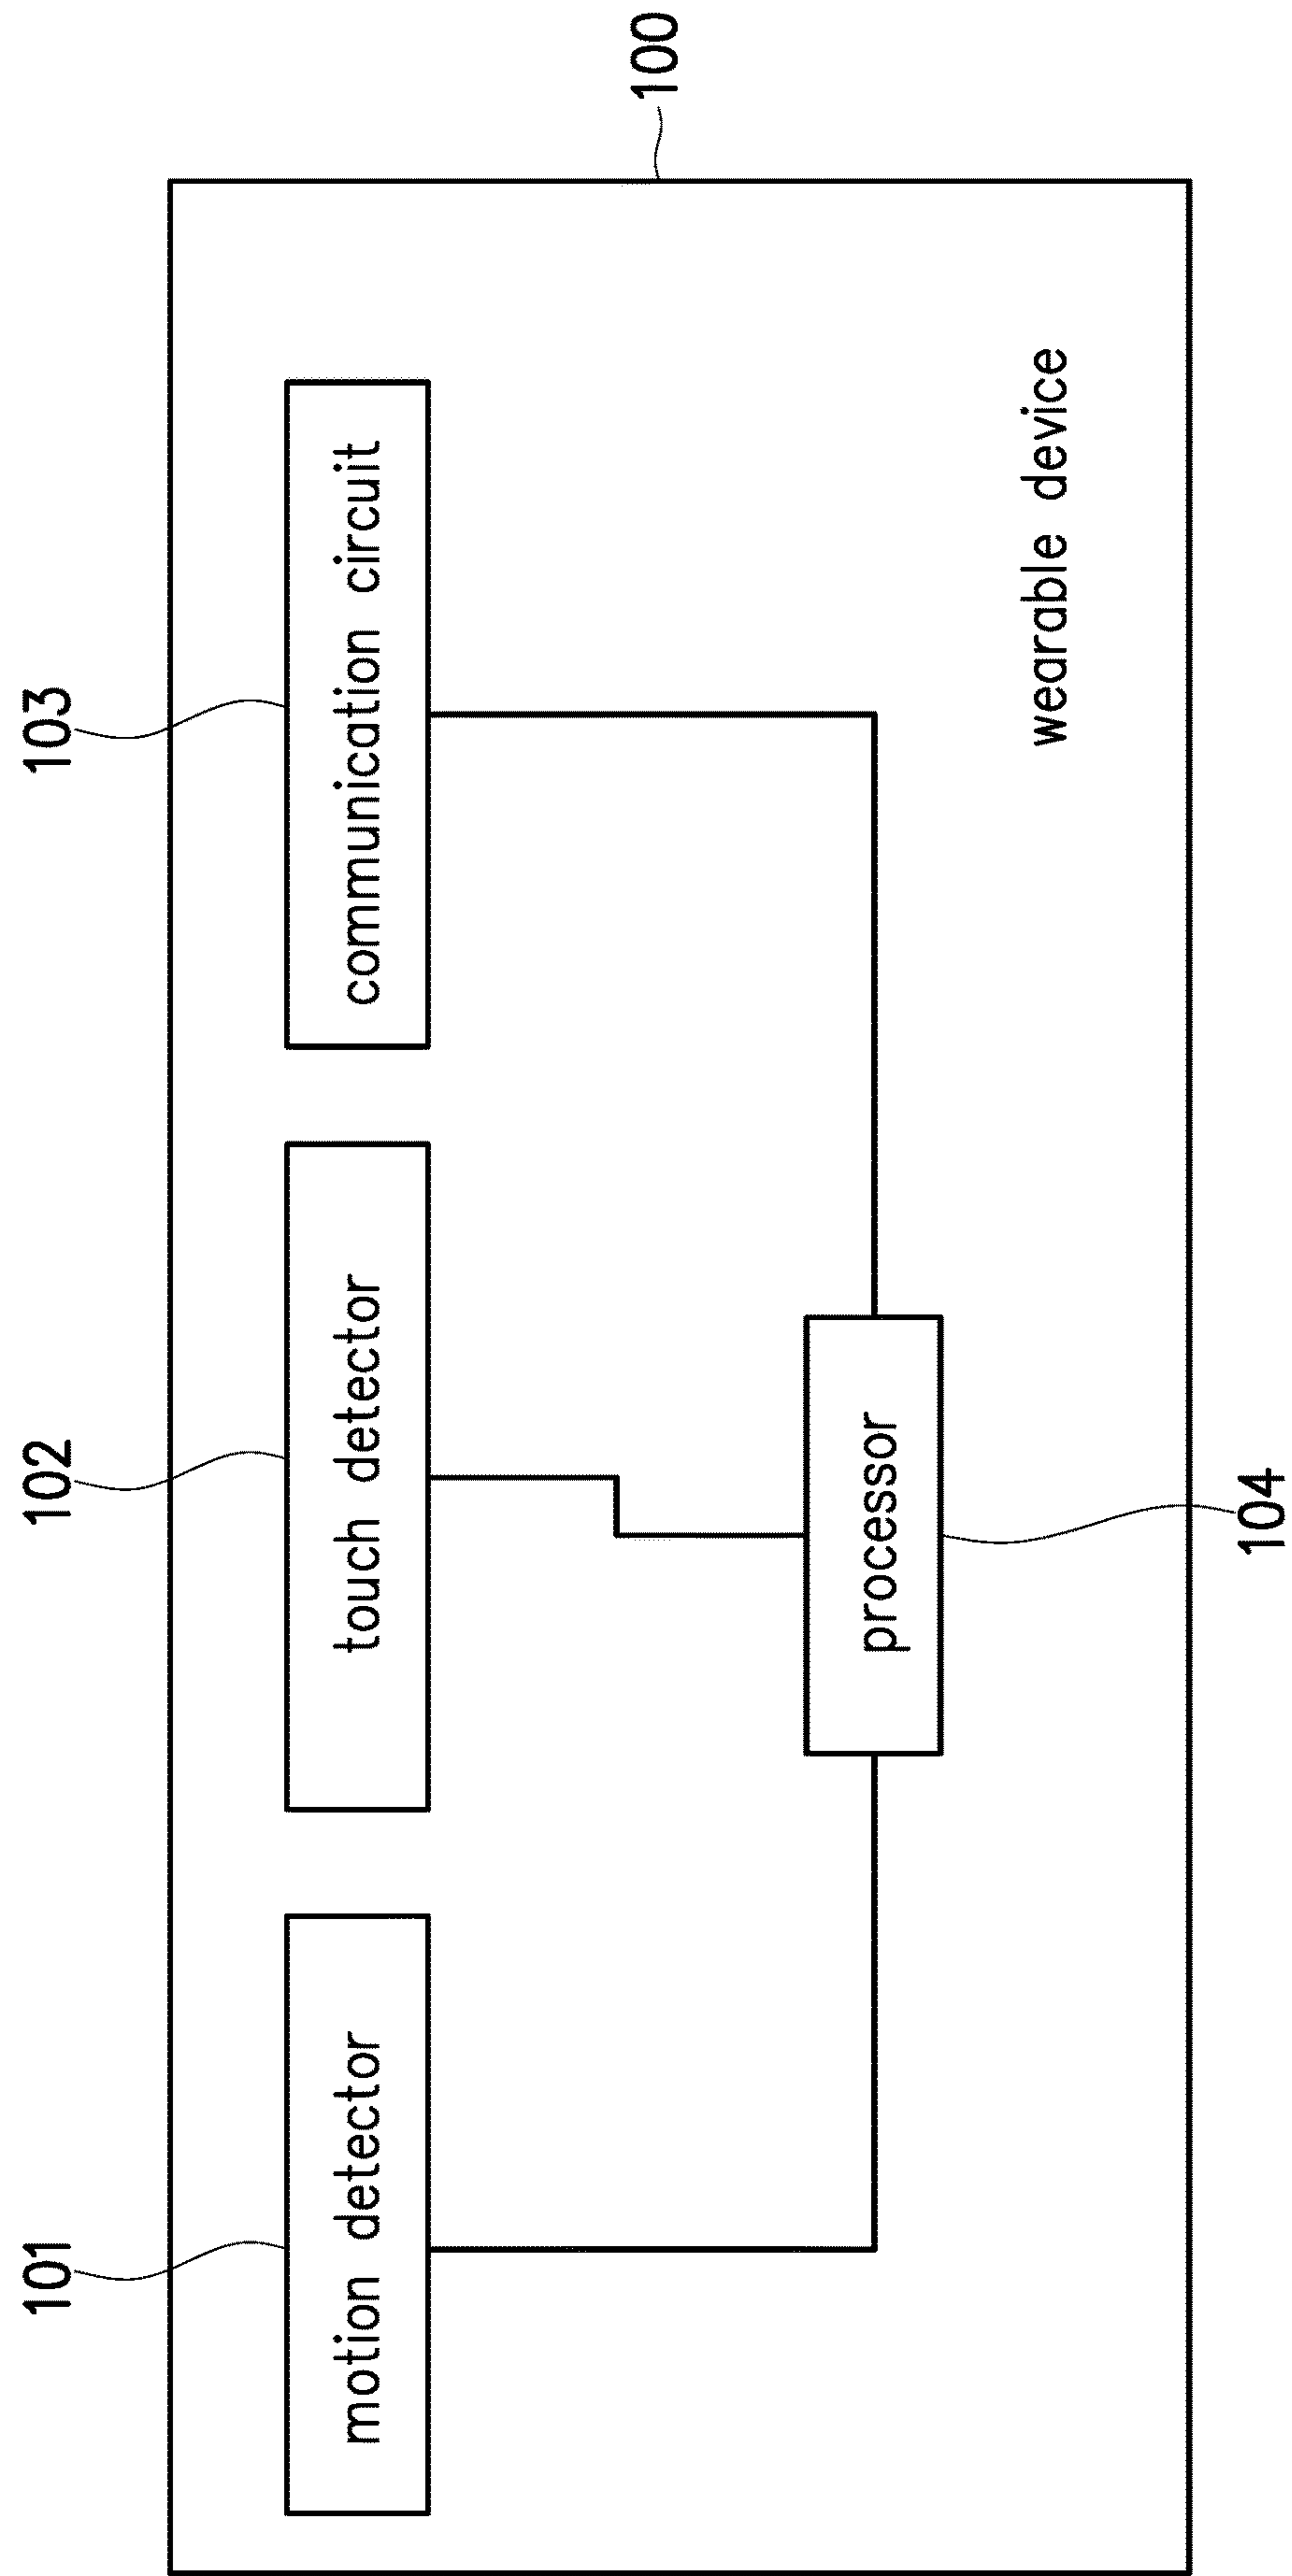 100
101
102
103
motion detector
touch detector
communication circuit
processor
wearable device
104